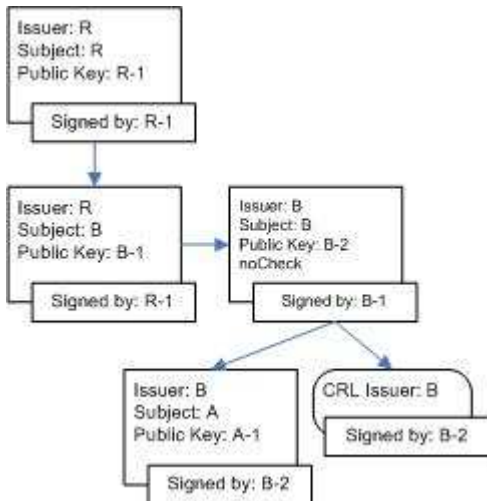 Issuer: R
Subject: R
Public Key: R-1
Signed by: R-1
Issuer: R
Subject: B
Public Key: B-1
Signed by: R-1
Issuer: B
Subject: B
Public Key: B-2
noCheck
Signed by: B-1
Issuer: B
Subject: A
Public Key: A-1
Signed by: B-2
CRL Issuer: B
Signed by: B-2